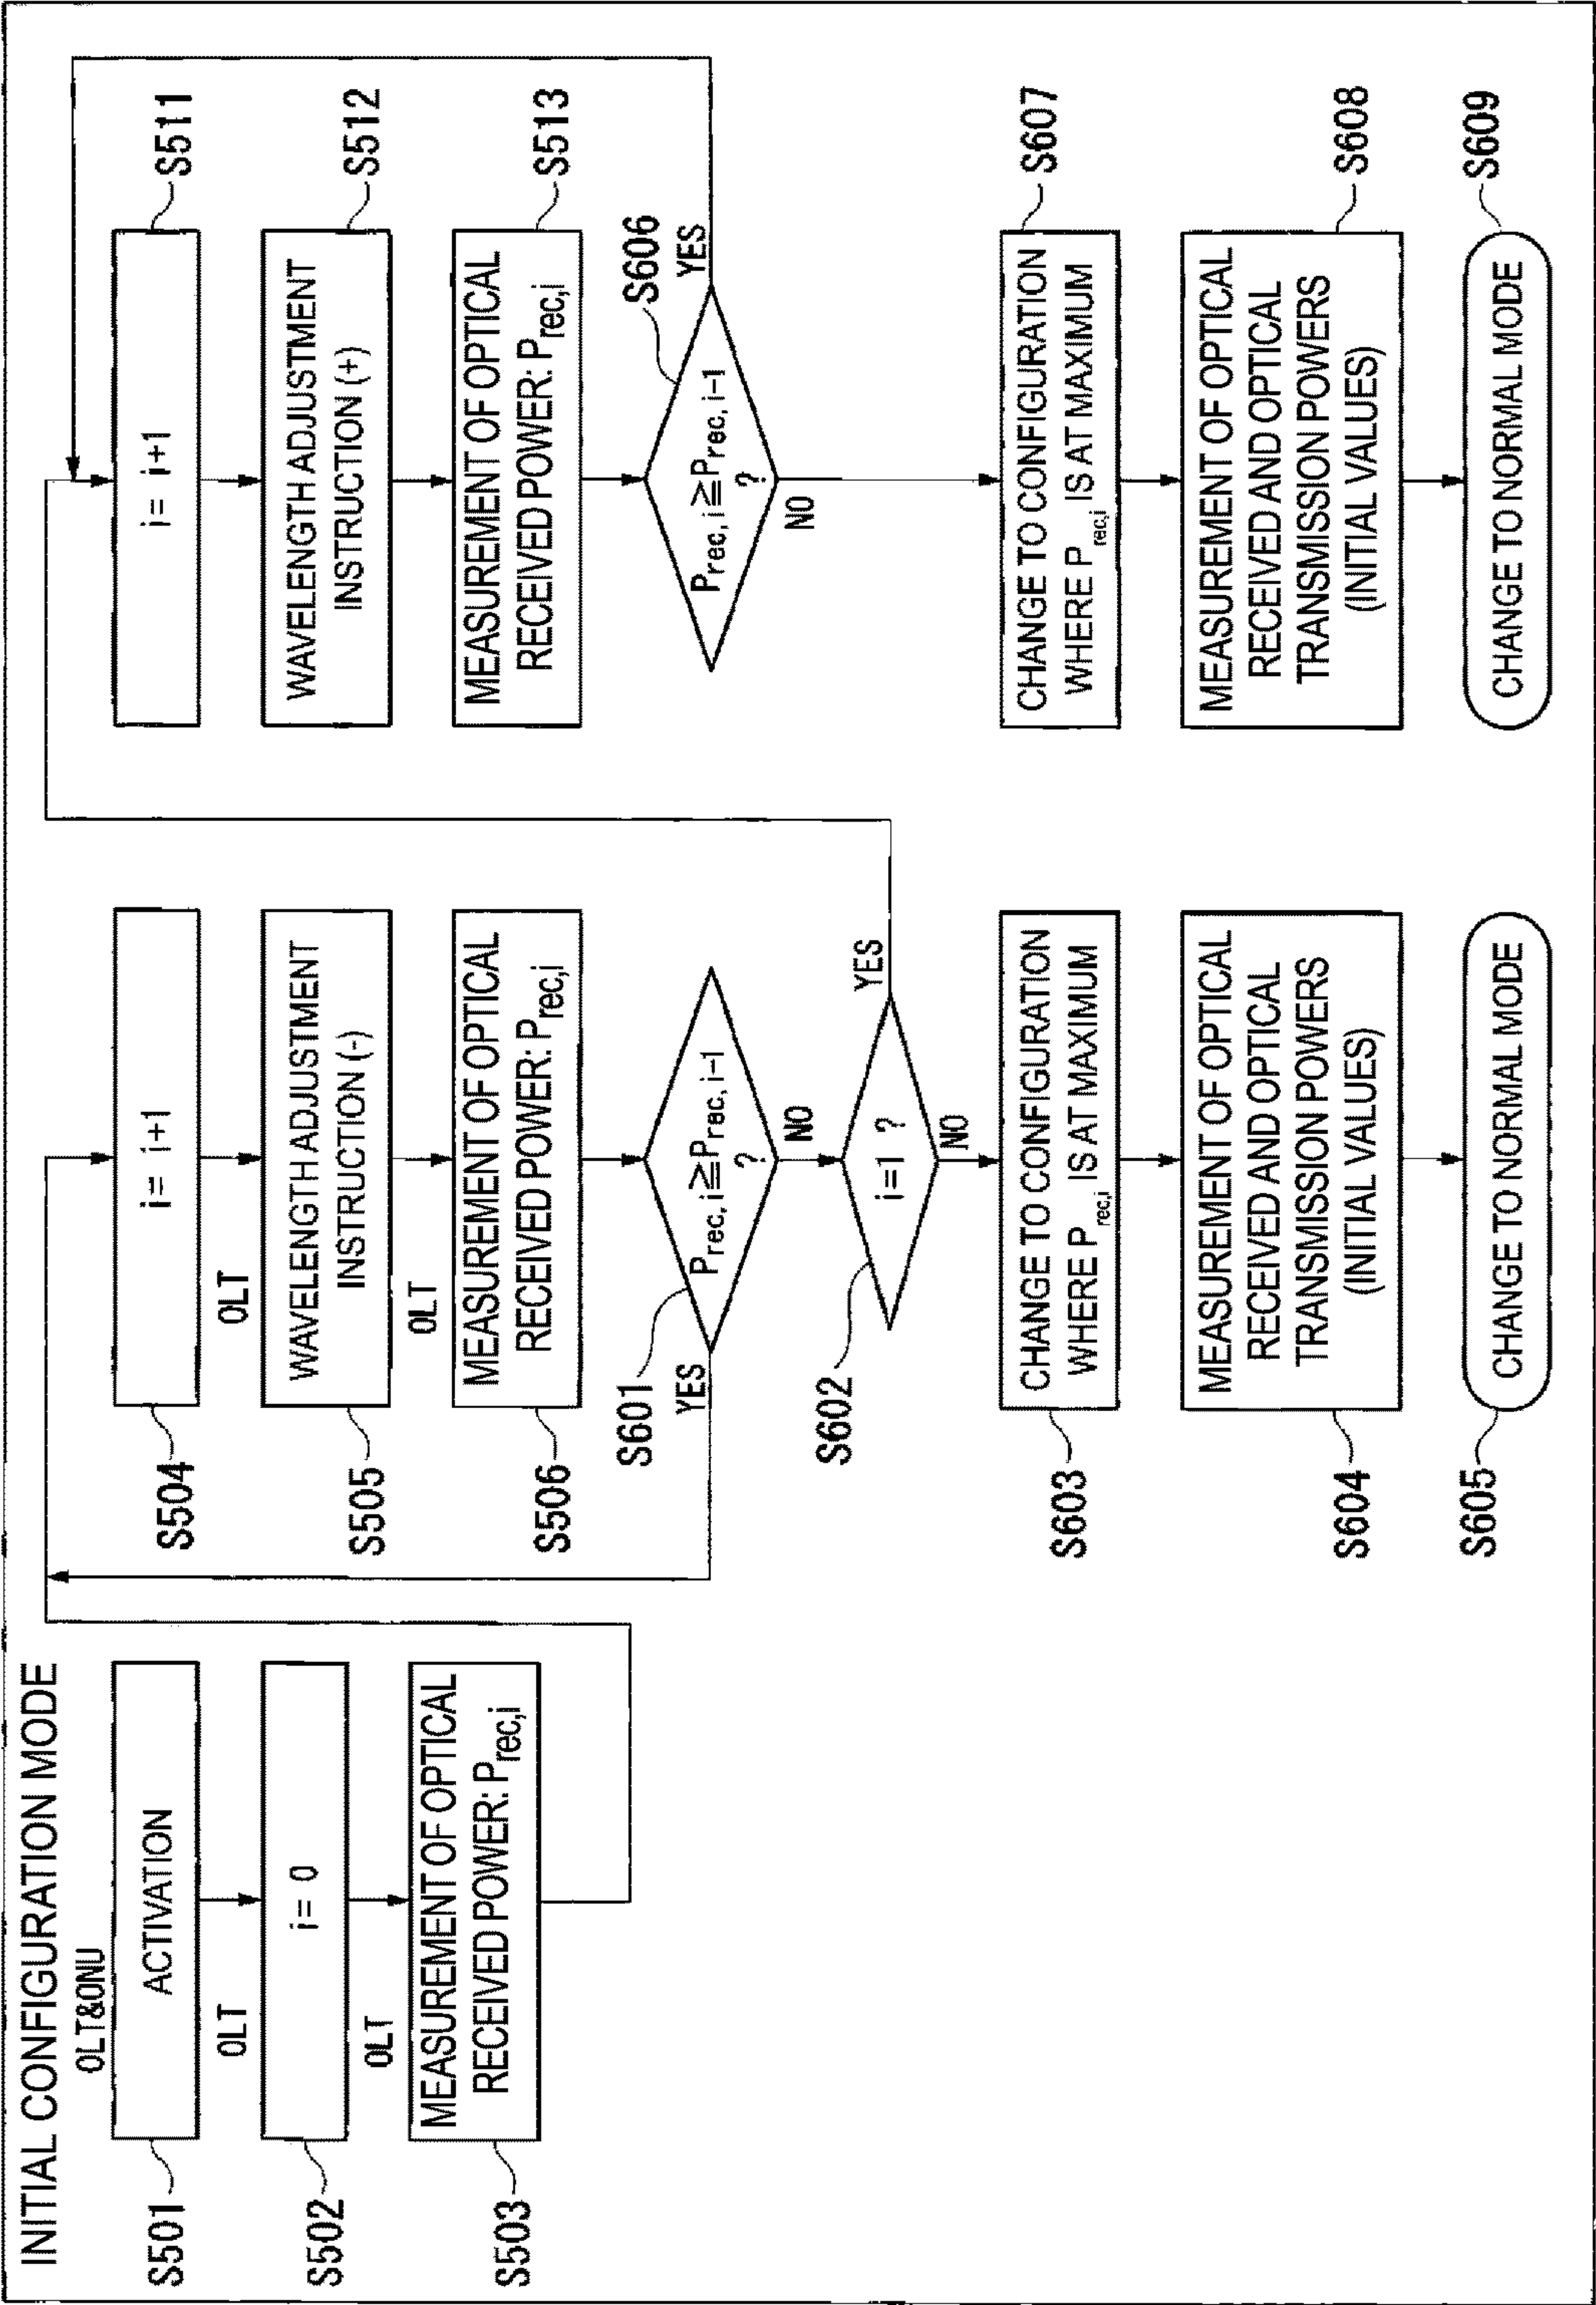 INITIAL CONFIGURATION MODE
OLT&ONU
S501
ACTIVATION
OLT
S502
i= 0
OLT
S503
MEASUREMENT OF OPTICAL
RECEIVED POWER: Prec,i
S504
i= i+1
OLT
S505
WAVELENGTH ADJUSTMENT
INSTRUCTION (-)
OLT
S506
MEASUREMENT OF OPTICAL
RECEIVED POWER: Prec,i
S601
YES
Prec, i≧Prec, i-1
?
NO
S602
i=1 ?
YES
NO
S603
CHANGE TO CONFIGURATION
WHERE Prec,i IS AT MAXIMUM
S604
MEASUREMENT OF OPTICAL
RECEIVED AND OPTICAL
TRANSMISSION POWERS
(INITIAL VALUES)
S605
CHANGE TO NORMAL MODE
i= i+1
S511
WAVELENGTH ADJUSTMENT
INSTRUCTION (+)
S512
MEASUREMENT OF OPTICAL
RECEIVED POWER: Prec,i
S513
S606
Prec, i≧Prec, i-1
?
YES
NO
CHANGE TO CONFIGURATION
WHERE Prec,i IS AT MAXIMUM
S607
MEASUREMENT OF OPTICAL
RECEIVED AND OPTICAL
TRANSMISSION POWERS
(INITIAL VALUES)
S608
CHANGE TO NORMAL MODE
S609